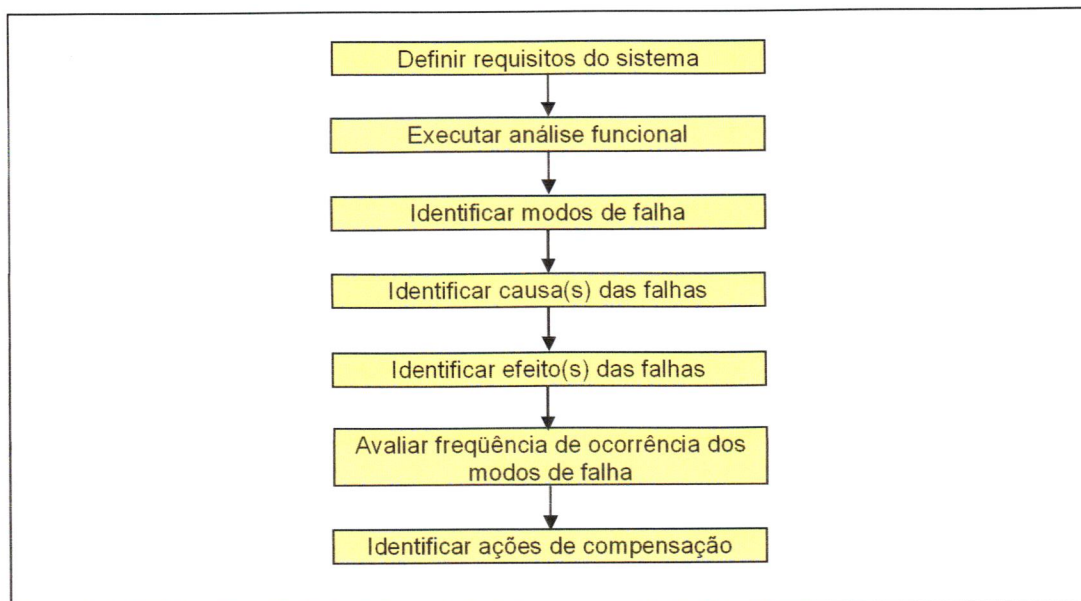 Definir requisitos do sistema
Executar análise funcional
Identificar modos de falha
Identificar causa(s) das falhas
Identificar efeito(s) das falhas
Avaliar freqüência de ocorrência dos
modos de falha
Identificar ações de compensação